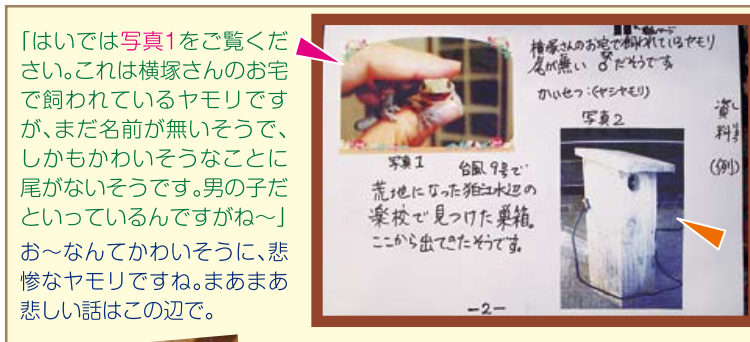 「はいでは写真1をご覧くだ
さい。これは横塚さんのお宅
で飼われているヤモリです
が、まだ名前が無いそうで、
しかもかわいそうなことに
尾がないそうです。男の子だ
といっているんですがね〜」
お〜なんてかわいそうに、悲
惨なヤモリですね。まあまあ
悲しい話はこの辺で。
横塚さんのお宅で飼われているヤモリ
尾が無い ♂だそうです
かいせつ:(ヤシヤモリ)
写真1
台風9号で
荒地になった狛江水辺の
楽校で見つけた巣箱。
ここから出てきたそうです。
写真2
資し
料りょう
(例)
−2−